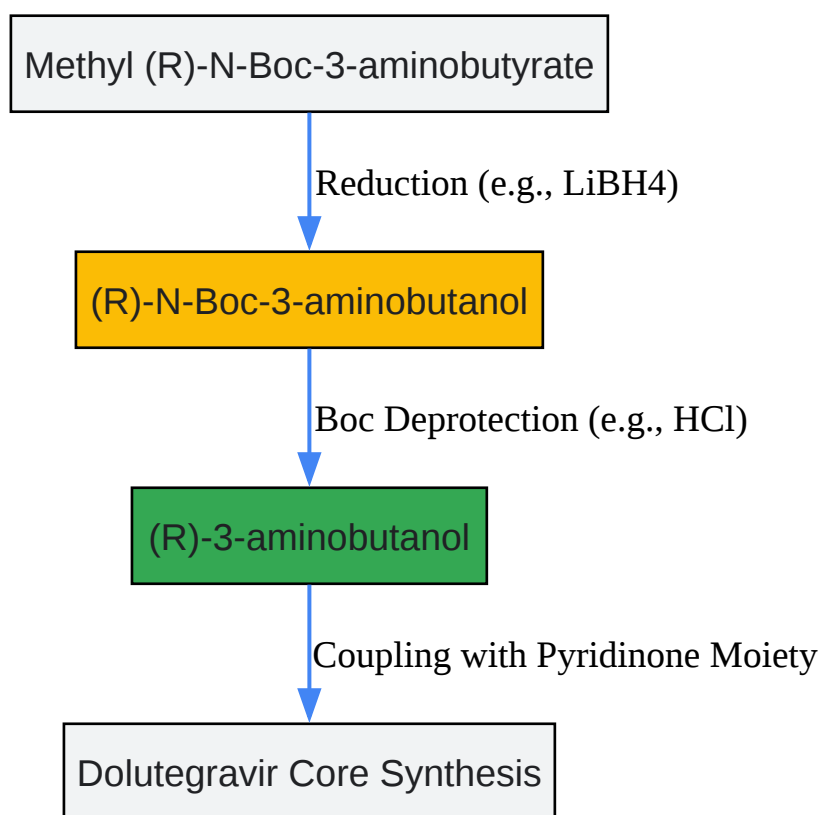 Methyl (R)-N-Boc-3-aminobutyrate
Reduction (e.g., LiBH4)
(R)-N-Boc-3-aminobutanol
Boc Deprotection (e.g., HCl)
(R)-3-aminobutanol
Coupling with Pyridinone Moiety
Dolutegravir Core Synthesis